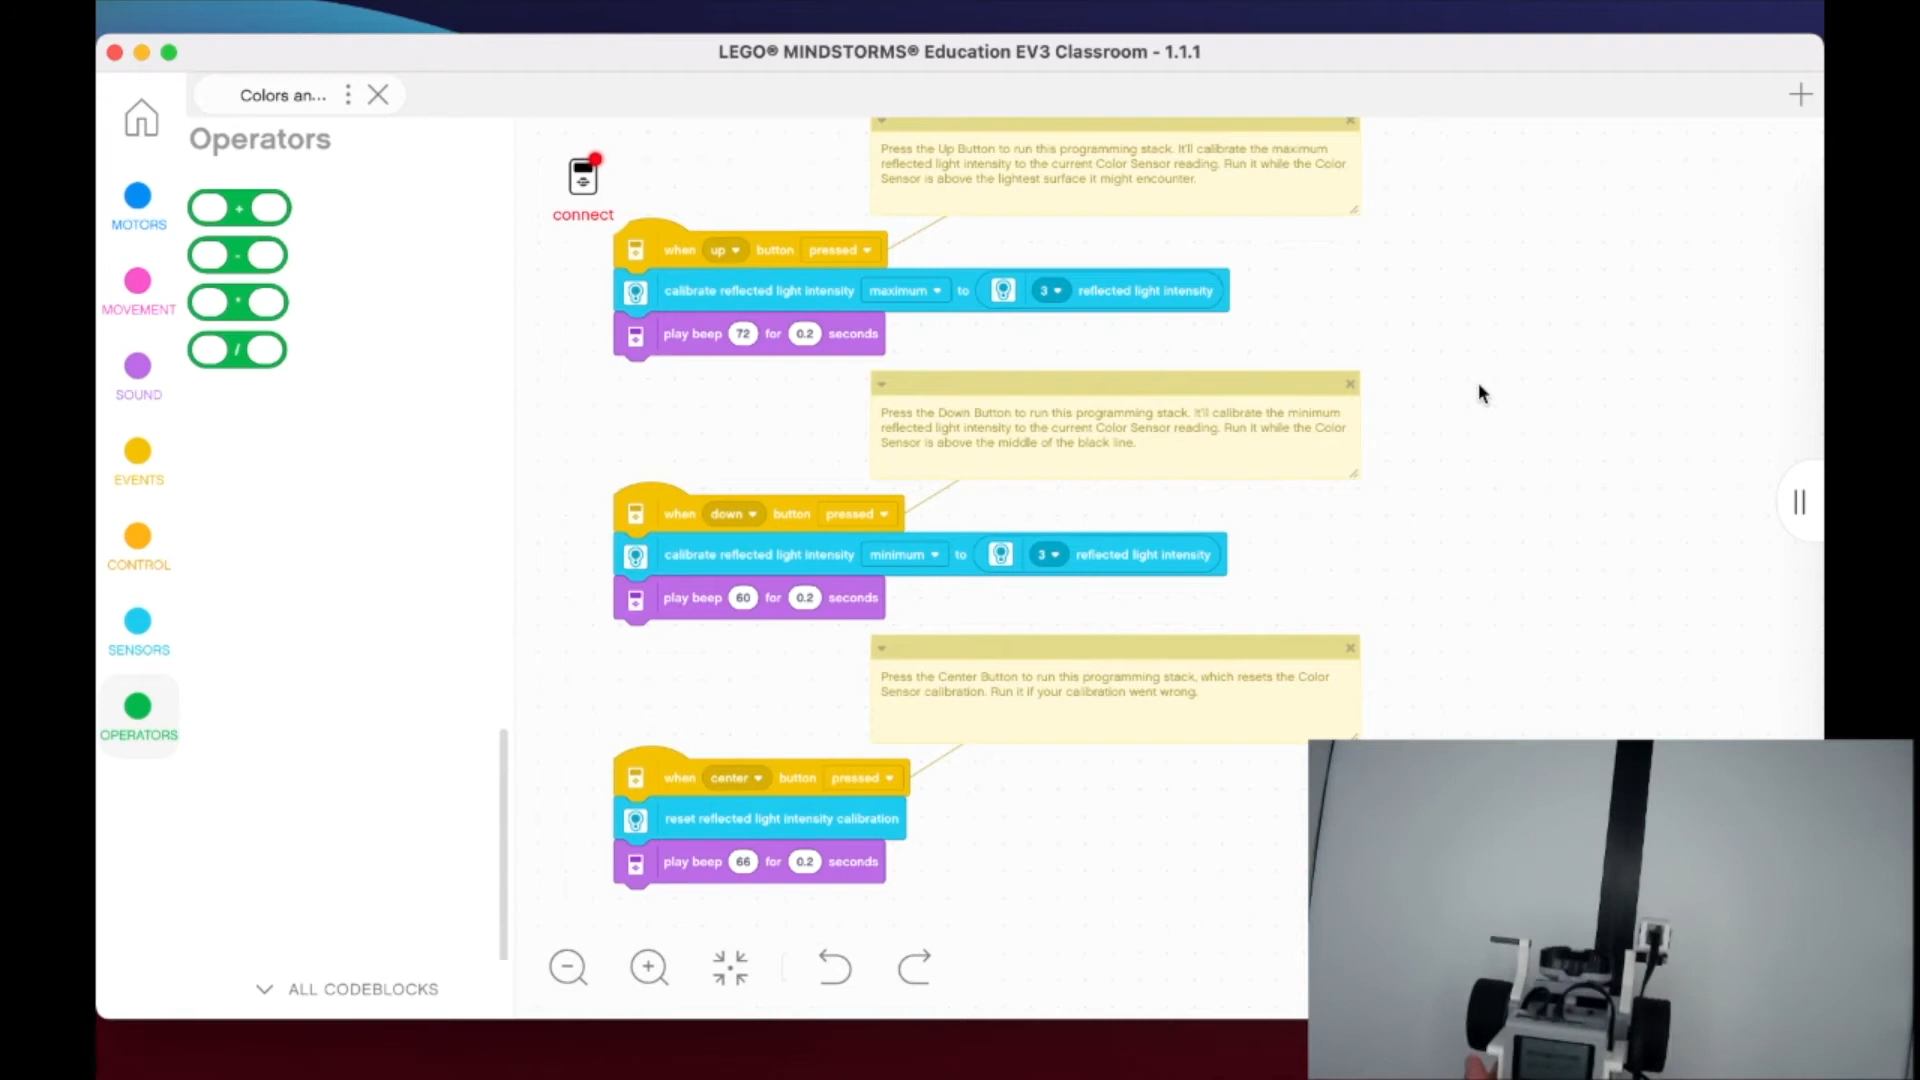 LEGO® MINDSTORMS® Education EV3 Classroom - 1.1.1
Colors an...
Operators
MOTORS
MOVEMENT
SOUND
EVENTS
CONTROL
SENSORS
OPERATORS
+
-
*
/
ALL CODEBLOCKS
connect
Press the Up Button to run this programming stack. It'll calibrate the maximum
reflected light intensity to the current Color Sensor reading. Run it while the Color
Sensor is above the lightest surface it might encounter.
when up button pressed
calibrate reflected light intensity maximum to 3 reflected light intensity
play beep 72 for 0.2 seconds
Press the Down Button to run this programming stack. It'll calibrate the minimum
reflected light intensity to the current Color Sensor reading. Run it while the Color
Sensor is above the middle of the black line.
when down button pressed
calibrate reflected light intensity minimum to 3 reflected light intensity
play beep 60 for 0.2 seconds
Press the Center Button to run this programming stack, which resets the Color
Sensor calibration. Run it if your calibration went wrong.
when center button pressed
reset reflected light intensity calibration
play beep 66 for 0.2 seconds